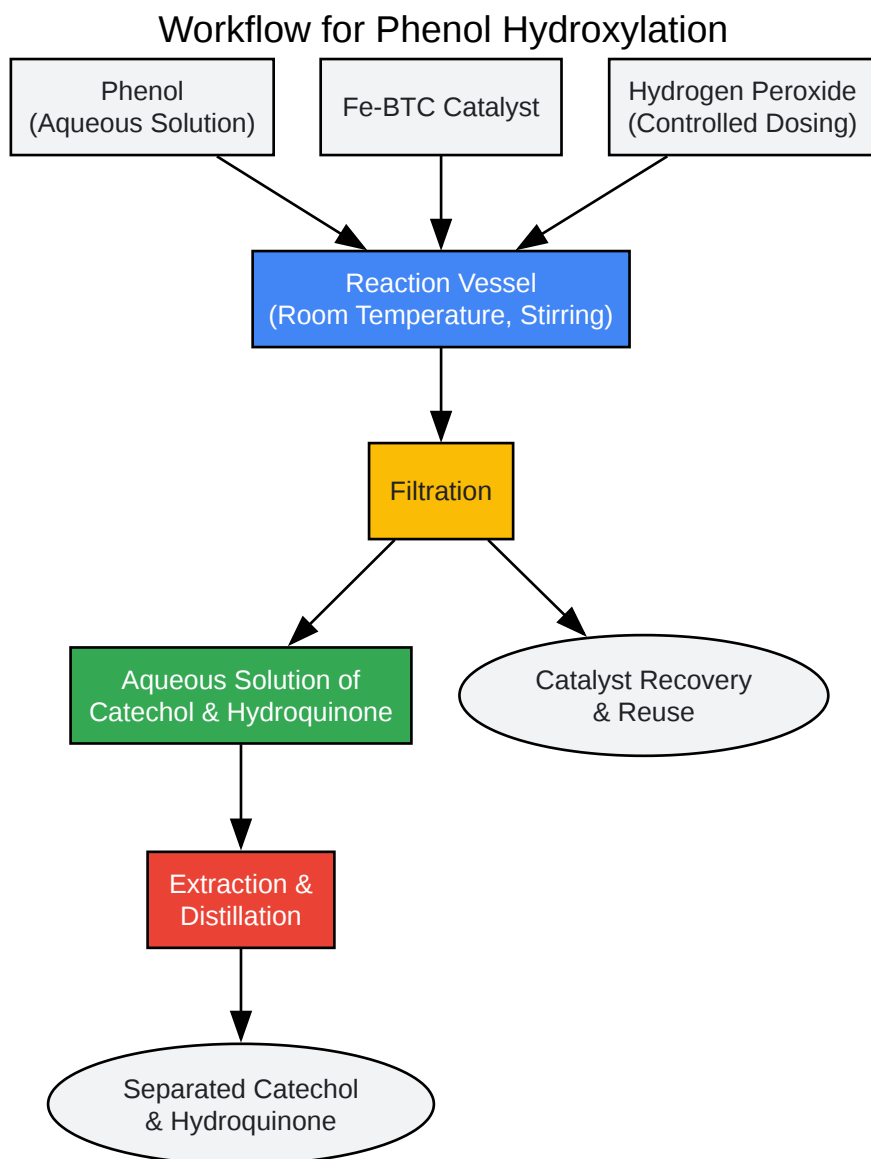 Workflow for Phenol Hydroxylation
Phenol
(Aqueous Solution)
Fe-BTC Catalyst
Hydrogen Peroxide
(Controlled Dosing)
Reaction Vessel
(Room Temperature, Stirring)
Filtration
Aqueous Solution of
Catechol & Hydroquinone
Catalyst Recovery
& Reuse
Extraction &
Distillation
Separated Catechol
& Hydroquinone